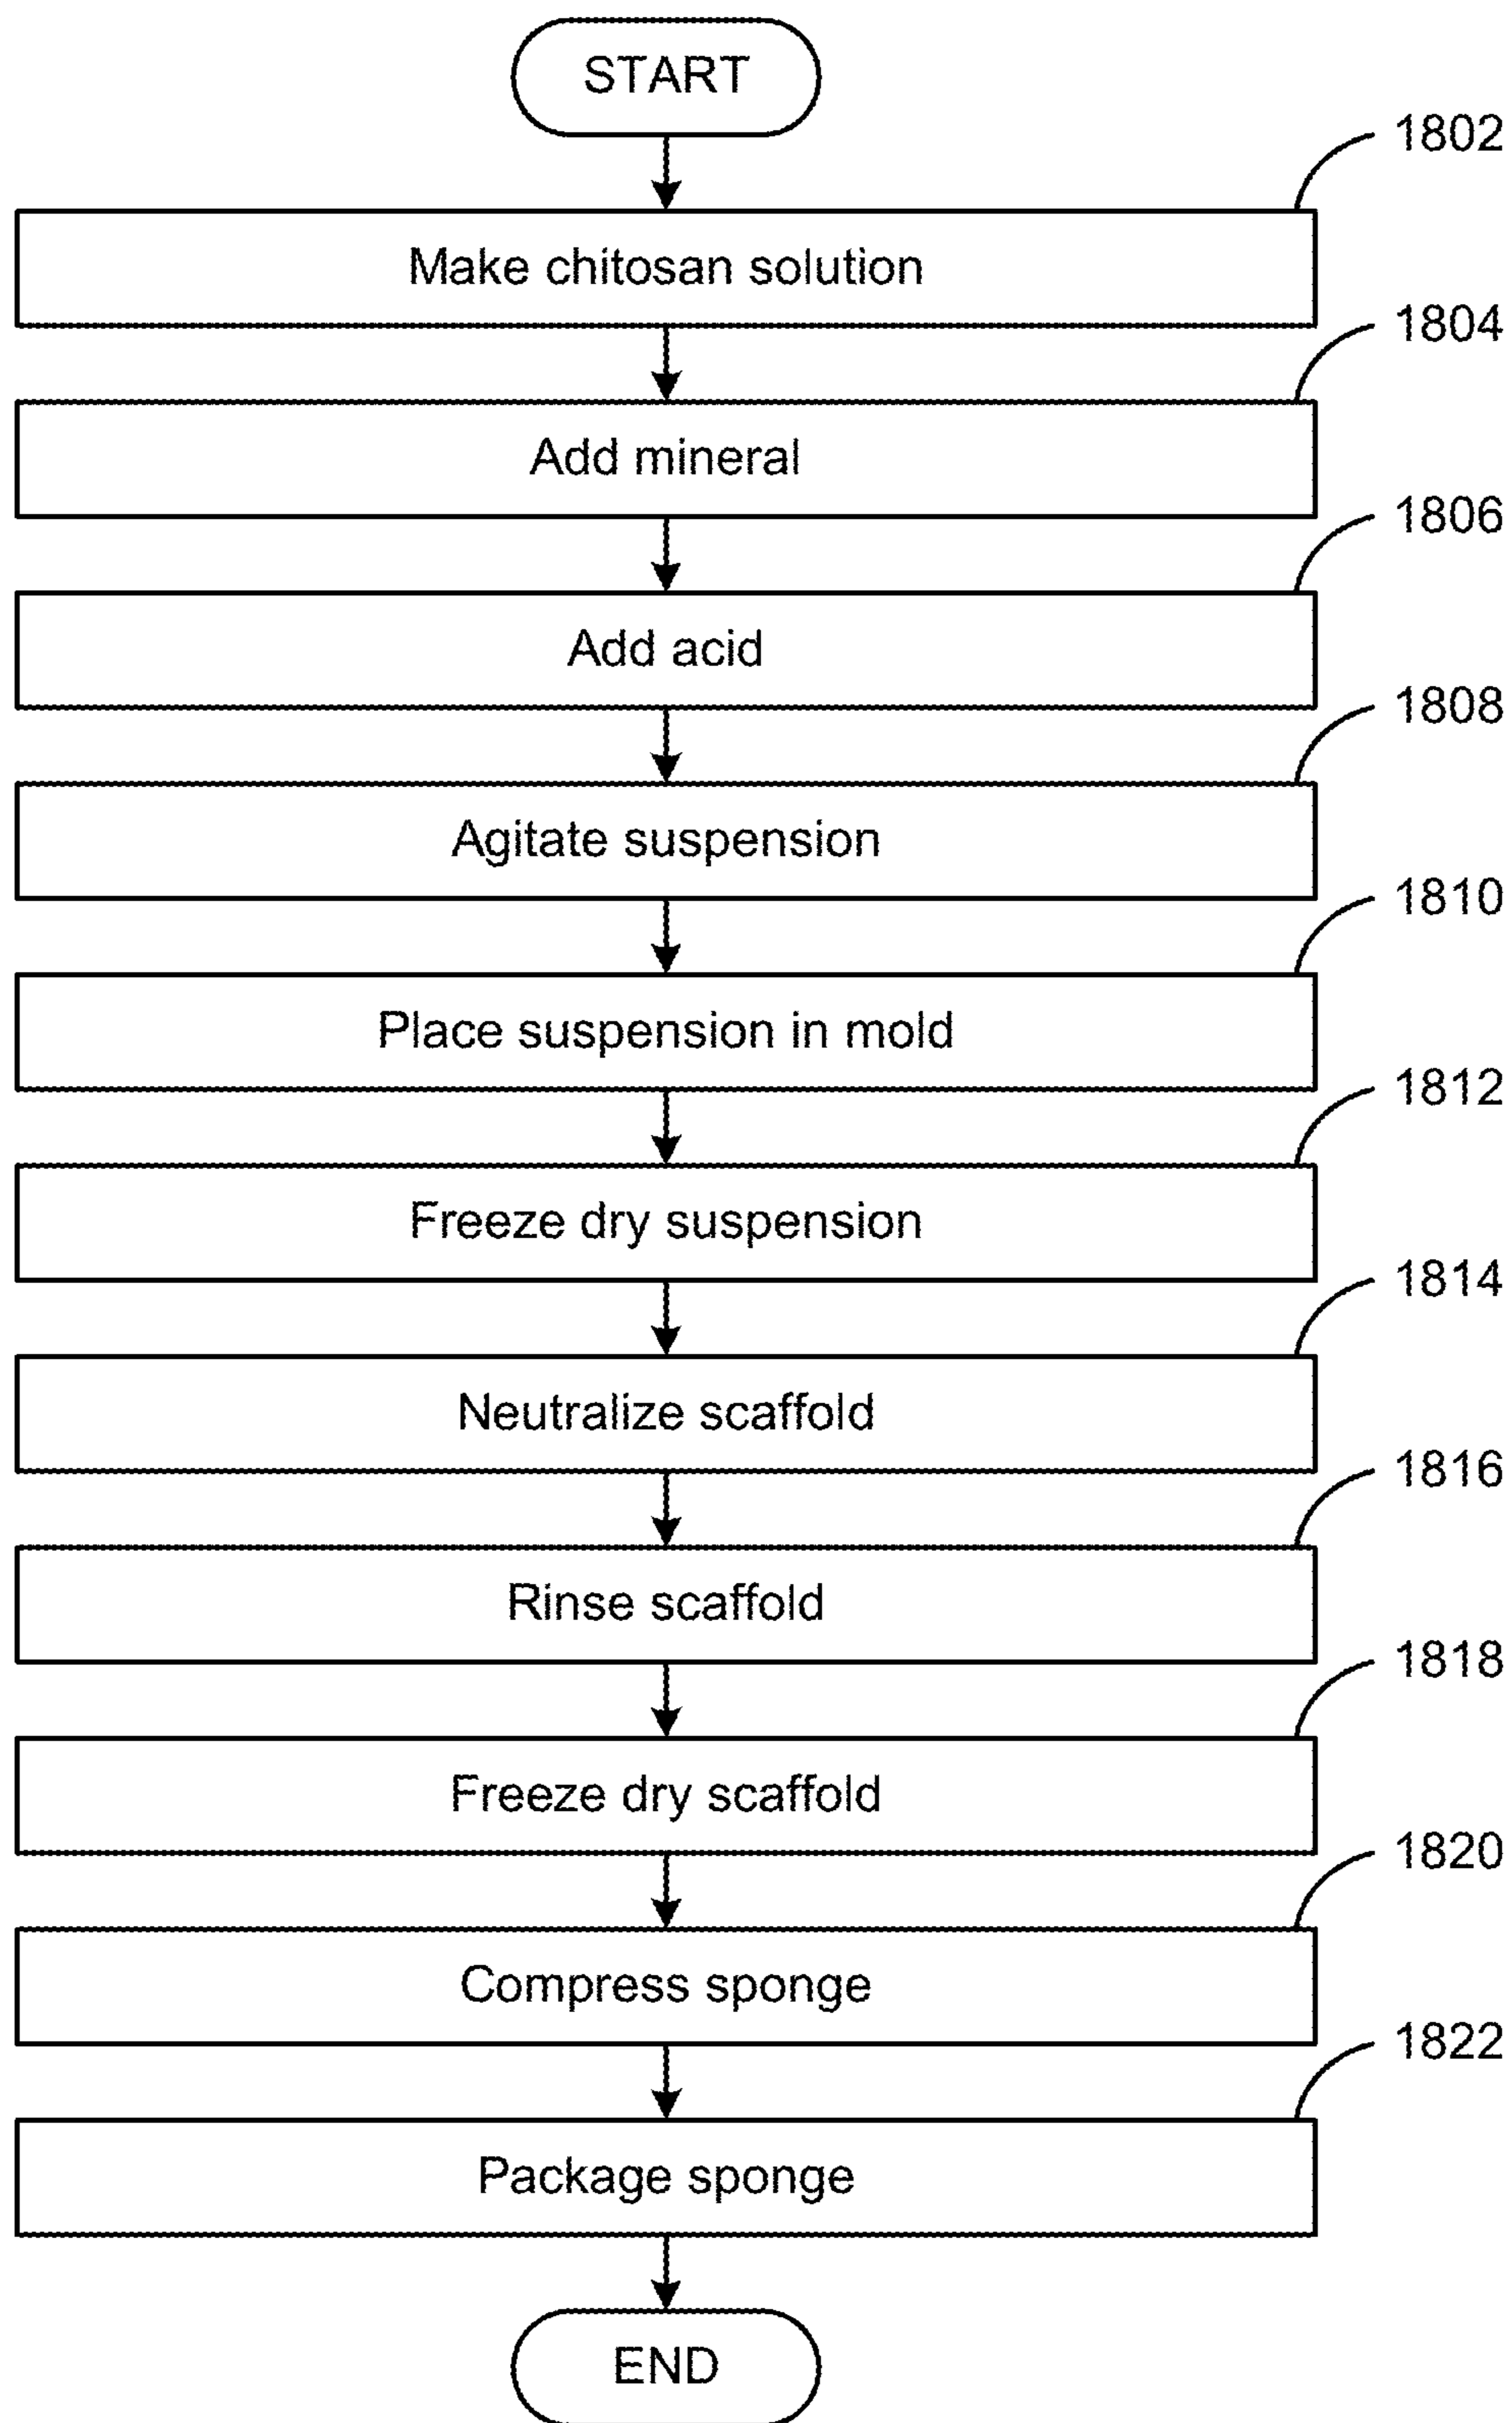 START
1802
Make chitosan solution
1804
Add mineral
1806
Add acid
1808
Agitate suspension
1810
Place suspension in mold
1812
Freeze dry suspension
1814
Neutralize scaffold
1816
Rinse scaffold
1818
Freeze dry scaffold
1820
Compress sponge
1822
Package sponge
END